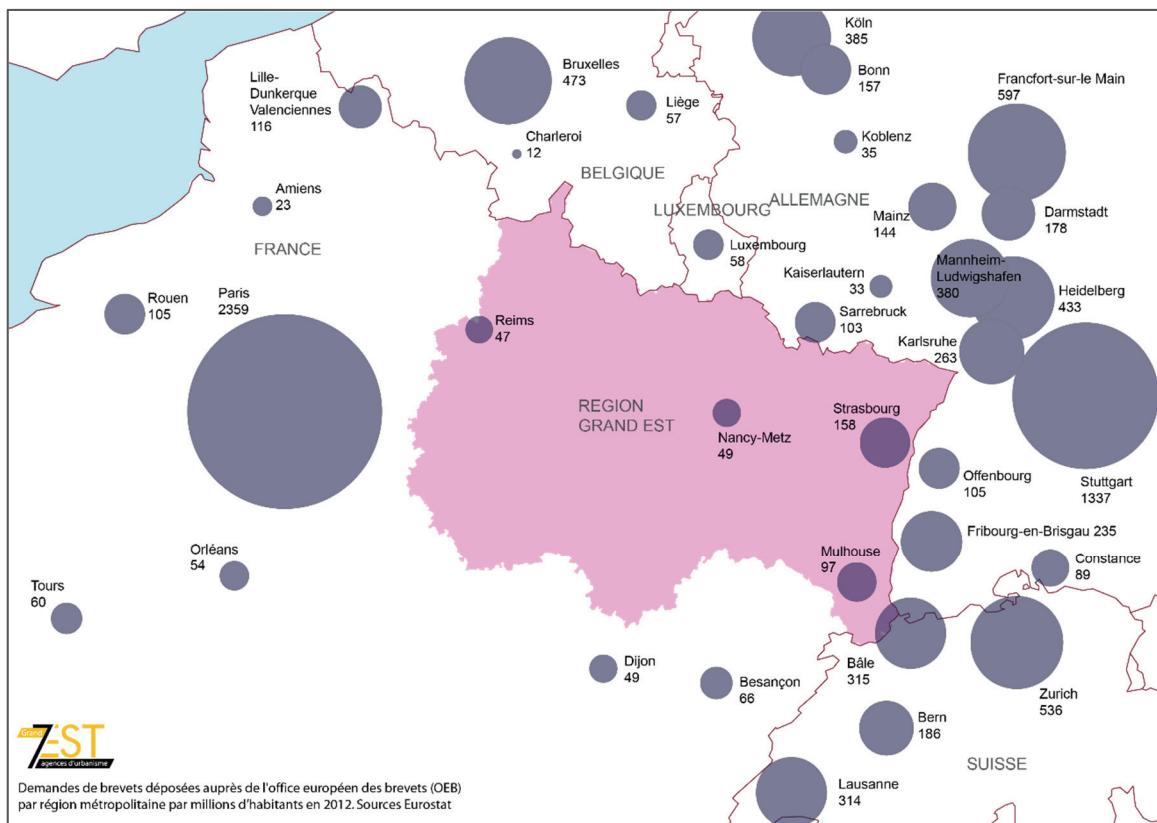 Köln
385
Bonn
157
Bruxelles
473
Lille-
Dunkerque
Valenciennes
116
Francfort-sur-le Main
597
Liège
57
Charleroi
12
Koblenz
35
BELGIQUE
Amiens
23
ALLEMAGNE
LUXEMBOURG
Mainz
144
Darmstadt
178
FRANCE
Luxembourg
58
Kaiserlautern
33
Mannheim-
Ludwigshafen
380
Heidelberg
433
Rouen
105
Paris
2359
Reims
47
Sarrebruck
103
Karlsruhe
263
REGION
GRAND EST
Nancy-Metz
49
Strasbourg
158
Offenbourg
105
Stuttgart
1337
Fribourg-en-Brisgau 235
Orléans
54
Mulhouse
97
Constance
89
Tours
60
Dijon
49
Besançon
66
Bâle
315
Zurich
536
Bern
186
SUISSE
Lausanne
314
Grand
7EST
agences d'urbanisme
Demandes de brevets déposées auprès de l'office européen des brevets (OEB)
par région métropolitaine par millions d'habitants en 2012. Sources Eurostat